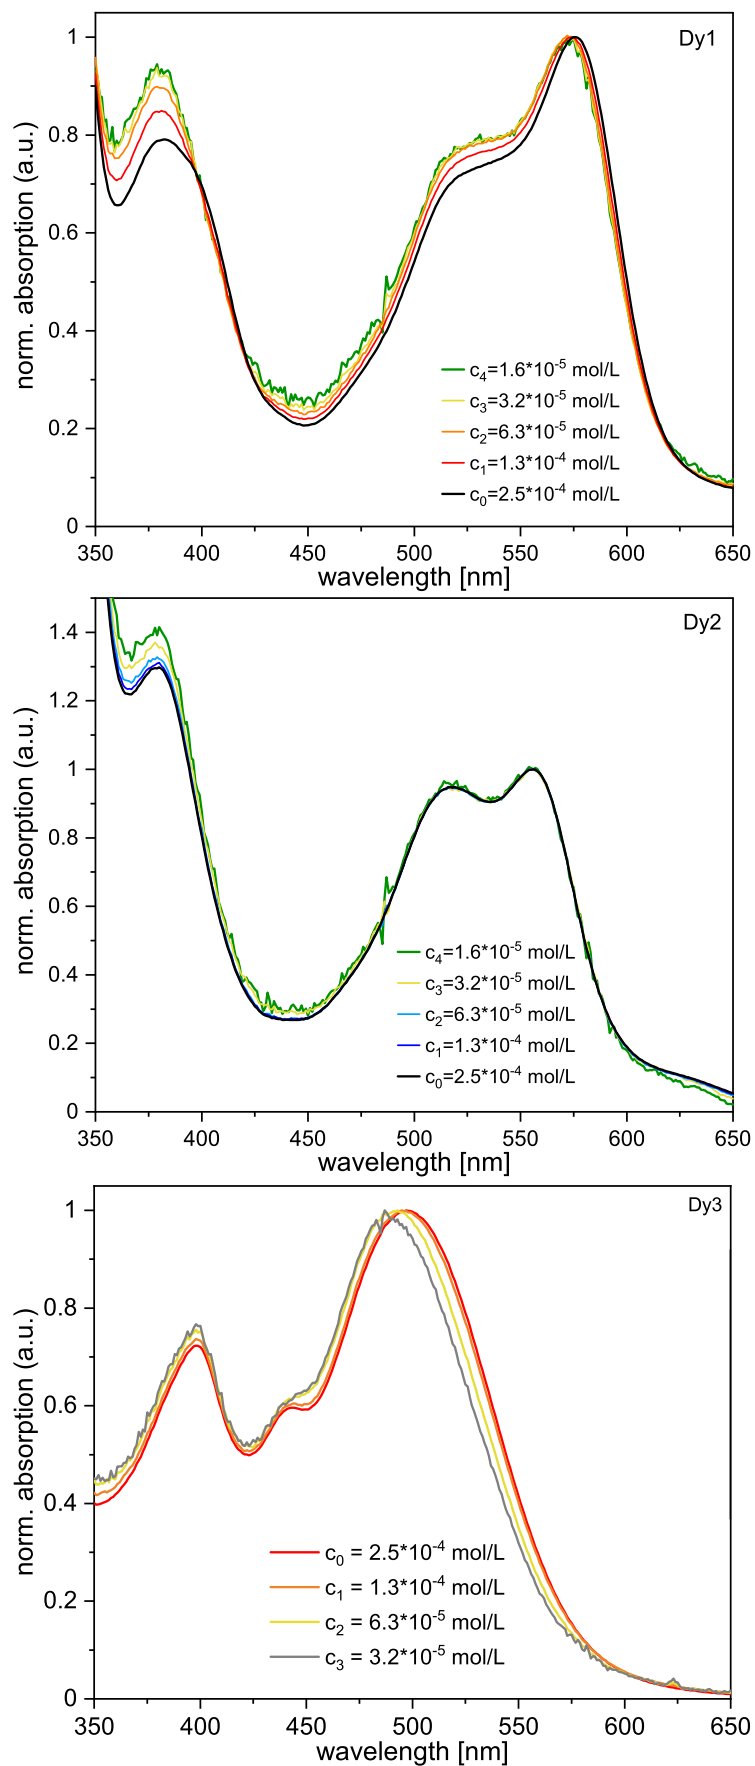 Dy1
norm. absorption (a.u.)
1
0.8
0.6
0.4
0.2
0
c₄=1.6*10⁻⁵ mol/L
c₃=3.2*10⁻⁵ mol/L
c₂=6.3*10⁻⁵ mol/L
c₁=1.3*10⁻⁴ mol/L
c₀=2.5*10⁻⁴ mol/L
350 400 450 500 550 600 650
wavelength [nm]
Dy2
norm. absorption (a.u.)
1.4
1.2
1
0.8
0.6
0.4
0.2
0
c₄=1.6*10⁻⁵ mol/L
c₃=3.2*10⁻⁵ mol/L
c₂=6.3*10⁻⁵ mol/L
c₁=1.3*10⁻⁴ mol/L
c₀=2.5*10⁻⁴ mol/L
350 400 450 500 550 600 650
wavelength [nm]
Dy3
norm. absorption (a.u.)
1
0.8
0.6
0.4
0.2
0
c₀ = 2.5*10⁻⁴ mol/L
c₁ = 1.3*10⁻⁴ mol/L
c₂ = 6.3*10⁻⁵ mol/L
c₃ = 3.2*10⁻⁵ mol/L
350 400 450 500 550 600 650
wavelength [nm]